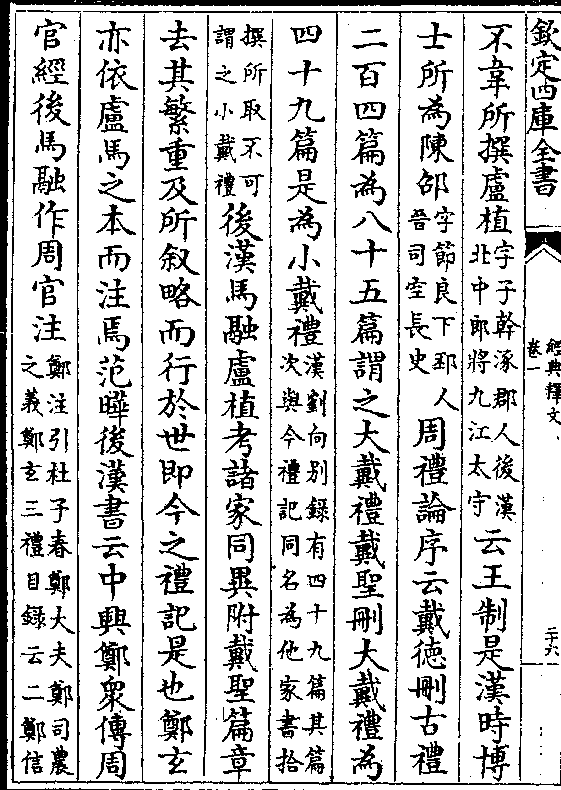 欽定四庫全書
經典釋文
卷一
二十六
不韋所撰盧植字子幹涿郡人後漢北中郎將九江太守云王制是漢時博
士所為陳邵字節良下邳人晉司空長史周禮論序云戴德刪古禮
二百四篇為八十五篇謂之大戴禮戴聖刪大戴禮為
四十九篇是為小戴禮漢劉向別錄有四十九篇其篇次與今禮記同名為他家書拾
撰所取不可謂之小戴禮後漢馬融盧植考諸家同異附戴聖篇章
去其繁重及所叙略而行於世即今之禮記是也鄭玄
亦依盧馬之本而注焉范曄後漢書云中興鄭衆傳周
官經後馬融作周官注鄭注引杜子春鄭大夫鄭司農之義鄭玄三禮目錄云二鄭信